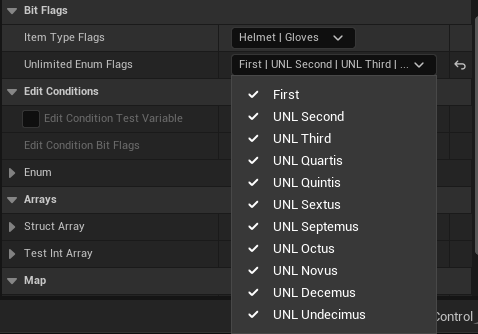 Bit Flags
Item Type Flags
Helmet | Gloves
Unlimited Enum Flags
First | UNL Second | UNL Third | ...
Edit Conditions
First
Edit Condition Test Variable
UNL Second
UNL Third
Edit Condition Bit Flags
UNL Quartis
Enum
UNL Quintis
Arrays
UNL Sextus
Struct Array
UNL Septemus
Test Int Array
UNL Octus
UNL Novus
Map
UNL Decemus
UNL Undecimus
Control_